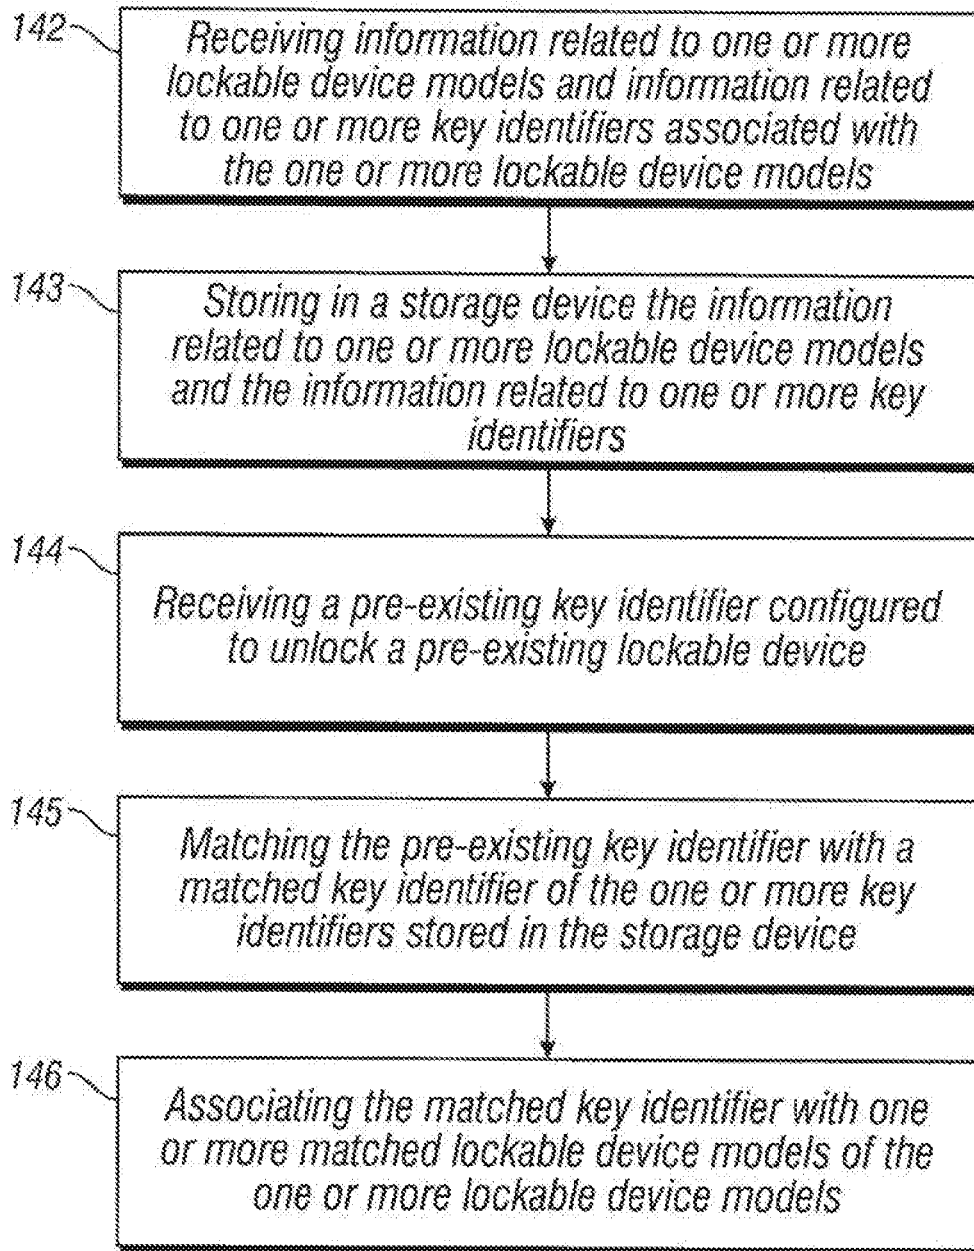 142
Receiving information related to one or more
lockable device models and information related
to one or more key identifiers associated with
the one or more lockable device models
143
Storing in a storage device the information
related to one or more lockable device models
and the information related to one or more key
identifiers
144
Receiving a pre-existing key identifier configured
to unlock a pre-existing lockable device
145
Matching the pre-existing key identifier with a
matched key identifier of the one or more key
identifiers stored in the storage device
146
Associating the matched key identifier with one
or more matched lockable device models of the
one or more lockable device models